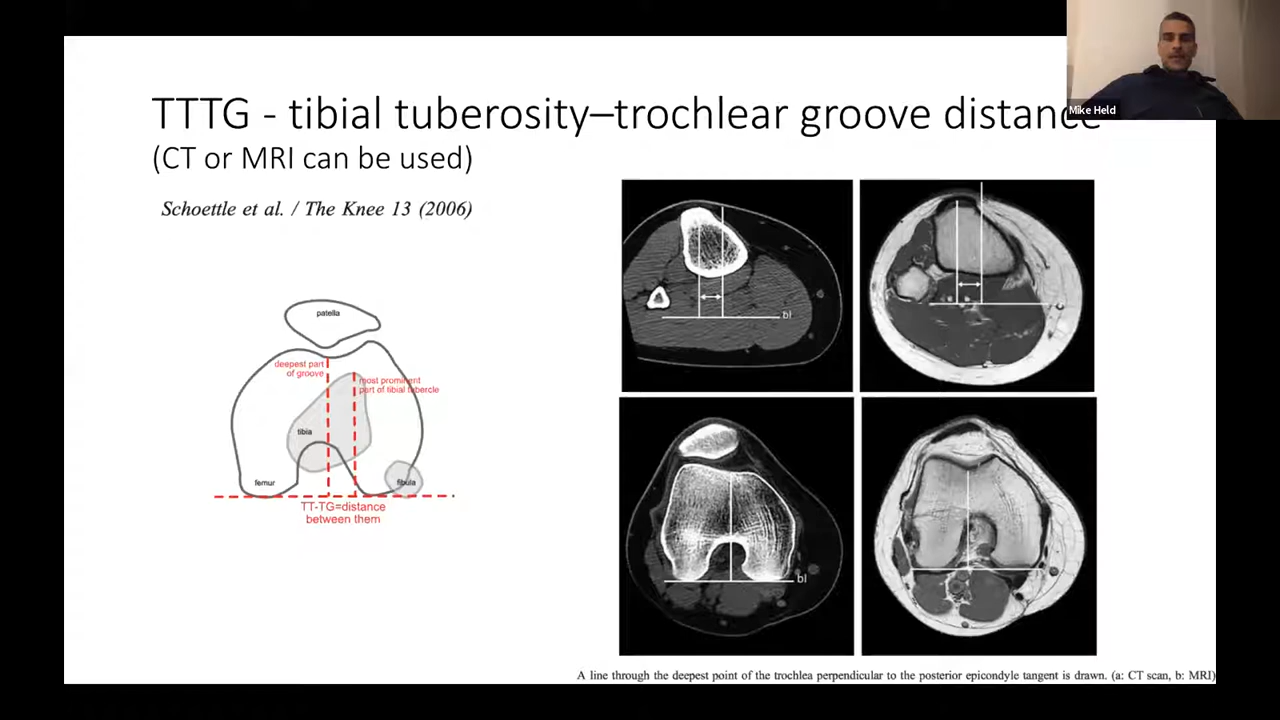 Mike Held
TTTG - tibial tuberosity–trochlear groove distance
(CT or MRI can be used)
Schoettle et al. / The Knee 13 (2006)
patella
deepest part
of groove
most prominent
part of tibial tubercle
tibia
femur
fibula
TT-TG=distance
between them
bl
bl
A line through the deepest point of the trochlea perpendicular to the posterior epicondyle tangent is drawn. (a: CT scan, b: MRI)